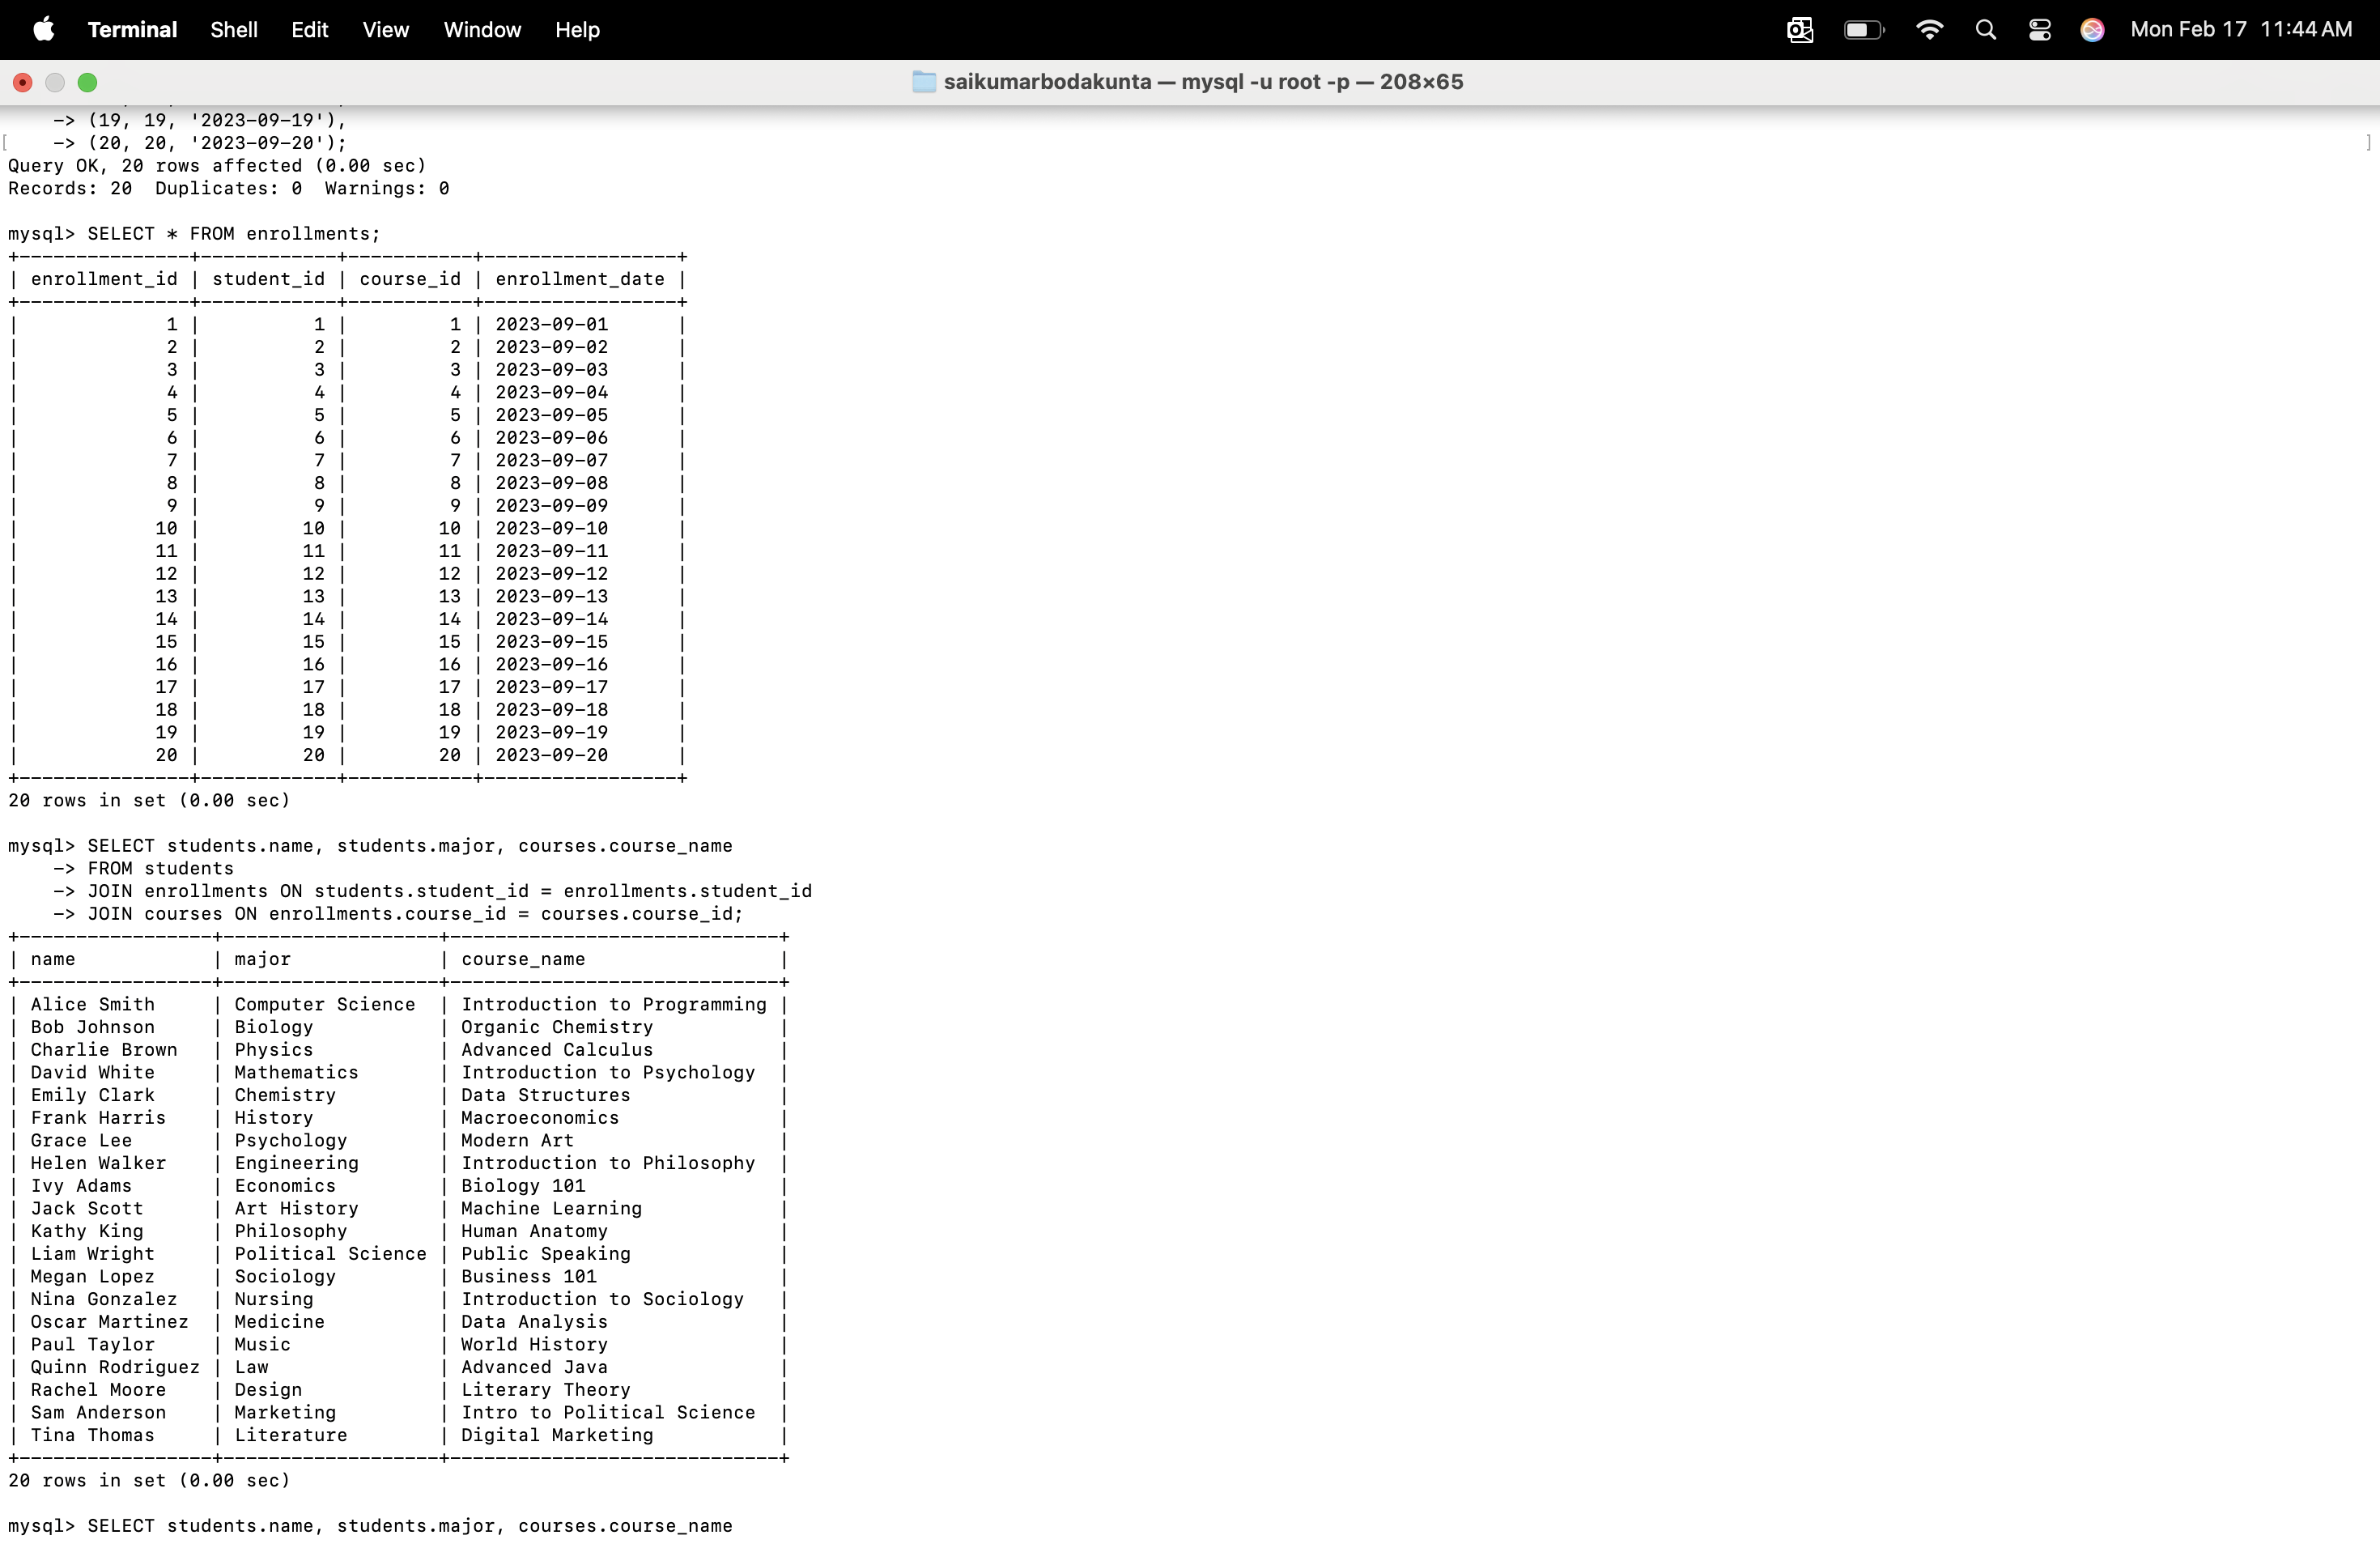 Terminal Shell Edit View Window Help Mon Feb 17 11:44 AM
saikumarbodakunta — mysql -u root -p — 208×65
    -> (19, 19, '2023-09-19'),
[    -> (20, 20, '2023-09-20'); ]
Query OK, 20 rows affected (0.00 sec)
Records: 20  Duplicates: 0  Warnings: 0

mysql> SELECT * FROM enrollments;
+---------------+------------+-----------+-----------------+
| enrollment_id | student_id | course_id | enrollment_date |
+---------------+------------+-----------+-----------------+
|             1 |          1 |         1 | 2023-09-01      |
|             2 |          2 |         2 | 2023-09-02      |
|             3 |          3 |         3 | 2023-09-03      |
|             4 |          4 |         4 | 2023-09-04      |
|             5 |          5 |         5 | 2023-09-05      |
|             6 |          6 |         6 | 2023-09-06      |
|             7 |          7 |         7 | 2023-09-07      |
|             8 |          8 |         8 | 2023-09-08      |
|             9 |          9 |         9 | 2023-09-09      |
|            10 |         10 |        10 | 2023-09-10      |
|            11 |         11 |        11 | 2023-09-11      |
|            12 |         12 |        12 | 2023-09-12      |
|            13 |         13 |        13 | 2023-09-13      |
|            14 |         14 |        14 | 2023-09-14      |
|            15 |         15 |        15 | 2023-09-15      |
|            16 |         16 |        16 | 2023-09-16      |
|            17 |         17 |        17 | 2023-09-17      |
|            18 |         18 |        18 | 2023-09-18      |
|            19 |         19 |        19 | 2023-09-19      |
|            20 |         20 |        20 | 2023-09-20      |
+---------------+------------+-----------+-----------------+
20 rows in set (0.00 sec)

mysql> SELECT students.name, students.major, courses.course_name
    -> FROM students
    -> JOIN enrollments ON students.student_id = enrollments.student_id
    -> JOIN courses ON enrollments.course_id = courses.course_id;
+-----------------+-------------------+-----------------------------+
| name            | major             | course_name                 |
+-----------------+-------------------+-----------------------------+
| Alice Smith     | Computer Science  | Introduction to Programming |
| Bob Johnson     | Biology           | Organic Chemistry           |
| Charlie Brown   | Physics           | Advanced Calculus           |
| David White     | Mathematics       | Introduction to Psychology  |
| Emily Clark     | Chemistry         | Data Structures             |
| Frank Harris    | History           | Macroeconomics              |
| Grace Lee       | Psychology        | Modern Art                  |
| Helen Walker    | Engineering       | Introduction to Philosophy  |
| Ivy Adams       | Economics         | Biology 101                 |
| Jack Scott      | Art History       | Machine Learning            |
| Kathy King      | Philosophy        | Human Anatomy               |
| Liam Wright     | Political Science | Public Speaking             |
| Megan Lopez     | Sociology         | Business 101                |
| Nina Gonzalez   | Nursing           | Introduction to Sociology   |
| Oscar Martinez  | Medicine          | Data Analysis               |
| Paul Taylor     | Music             | World History               |
| Quinn Rodriguez | Law               | Advanced Java               |
| Rachel Moore    | Design            | Literary Theory             |
| Sam Anderson    | Marketing         | Intro to Political Science  |
| Tina Thomas     | Literature        | Digital Marketing           |
+-----------------+-------------------+-----------------------------+
20 rows in set (0.00 sec)

mysql> SELECT students.name, students.major, courses.course_name